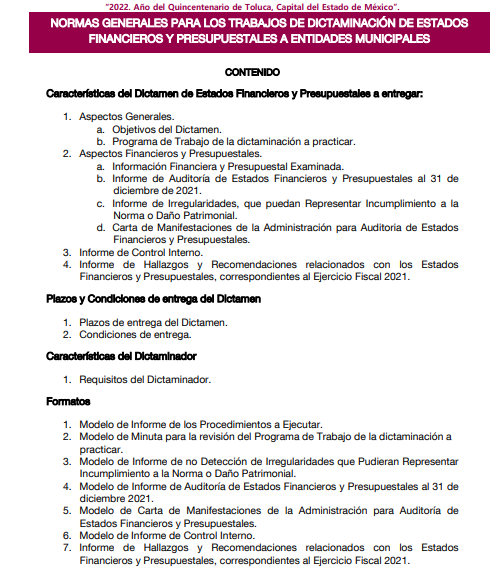 "2022. Año del Quincentenario de Toluca, Capital del Estado de México".
NORMAS GENERALES PARA LOS TRABAJOS DE DICTAMINACIÓN DE ESTADOS
FINANCIEROS Y PRESUPUESTALES A ENTIDADES MUNICIPALES
CONTENIDO
Características del Dictamen de Estados Financieros y Presupuestales a entregar:
1. Aspectos Generales.
a. Objetivos del Dictamen.
b. Programa de Trabajo de la dictaminación a practicar.
2. Aspectos Financieros y Presupuestales.
a. Información Financiera y Presupuestal Examinada.
b. Informe de Auditoría de Estados Financieros y Presupuestales al 31 de
diciembre de 2021.
c. Informe de Irregularidades, que puedan Representar Incumplimiento a la
Norma o Daño Patrimonial.
d. Carta de Manifestaciones de la Administración para Auditoria de Estados
Financieros y Presupuestales.
3. Informe de Control Interno.
4. Informe de Hallazgos y Recomendaciones relacionados con los Estados
Financieros y Presupuestales, correspondientes al Ejercicio Fiscal 2021.
Plazos y Condiciones de entrega del Dictamen
1. Plazos de entrega del Dictamen.
2. Condiciones de entrega.
Características del Dictaminador
1. Requisitos del Dictaminador.
Formatos
1. Modelo de Informe de los Procedimientos a Ejecutar.
2. Modelo de Minuta para la revisión del Programa de Trabajo de la dictaminación a
practicar.
3. Modelo de Informe de no Detección de Irregularidades que Pudieran Representar
Incumplimiento a la Norma o Daño Patrimonial.
4. Modelo de Informe de Auditoría de Estados Financieros y Presupuestales al 31 de
diciembre 2021.
5. Modelo de Carta de Manifestaciones de la Administración para Auditoría de
Estados Financieros y Presupuestales.
6. Modelo de Informe de Control Interno.
7. Informe de Hallazgos y Recomendaciones relacionados con los Estados
Financieros y Presupuestales, correspondientes al Ejercicio Fiscal 2021.